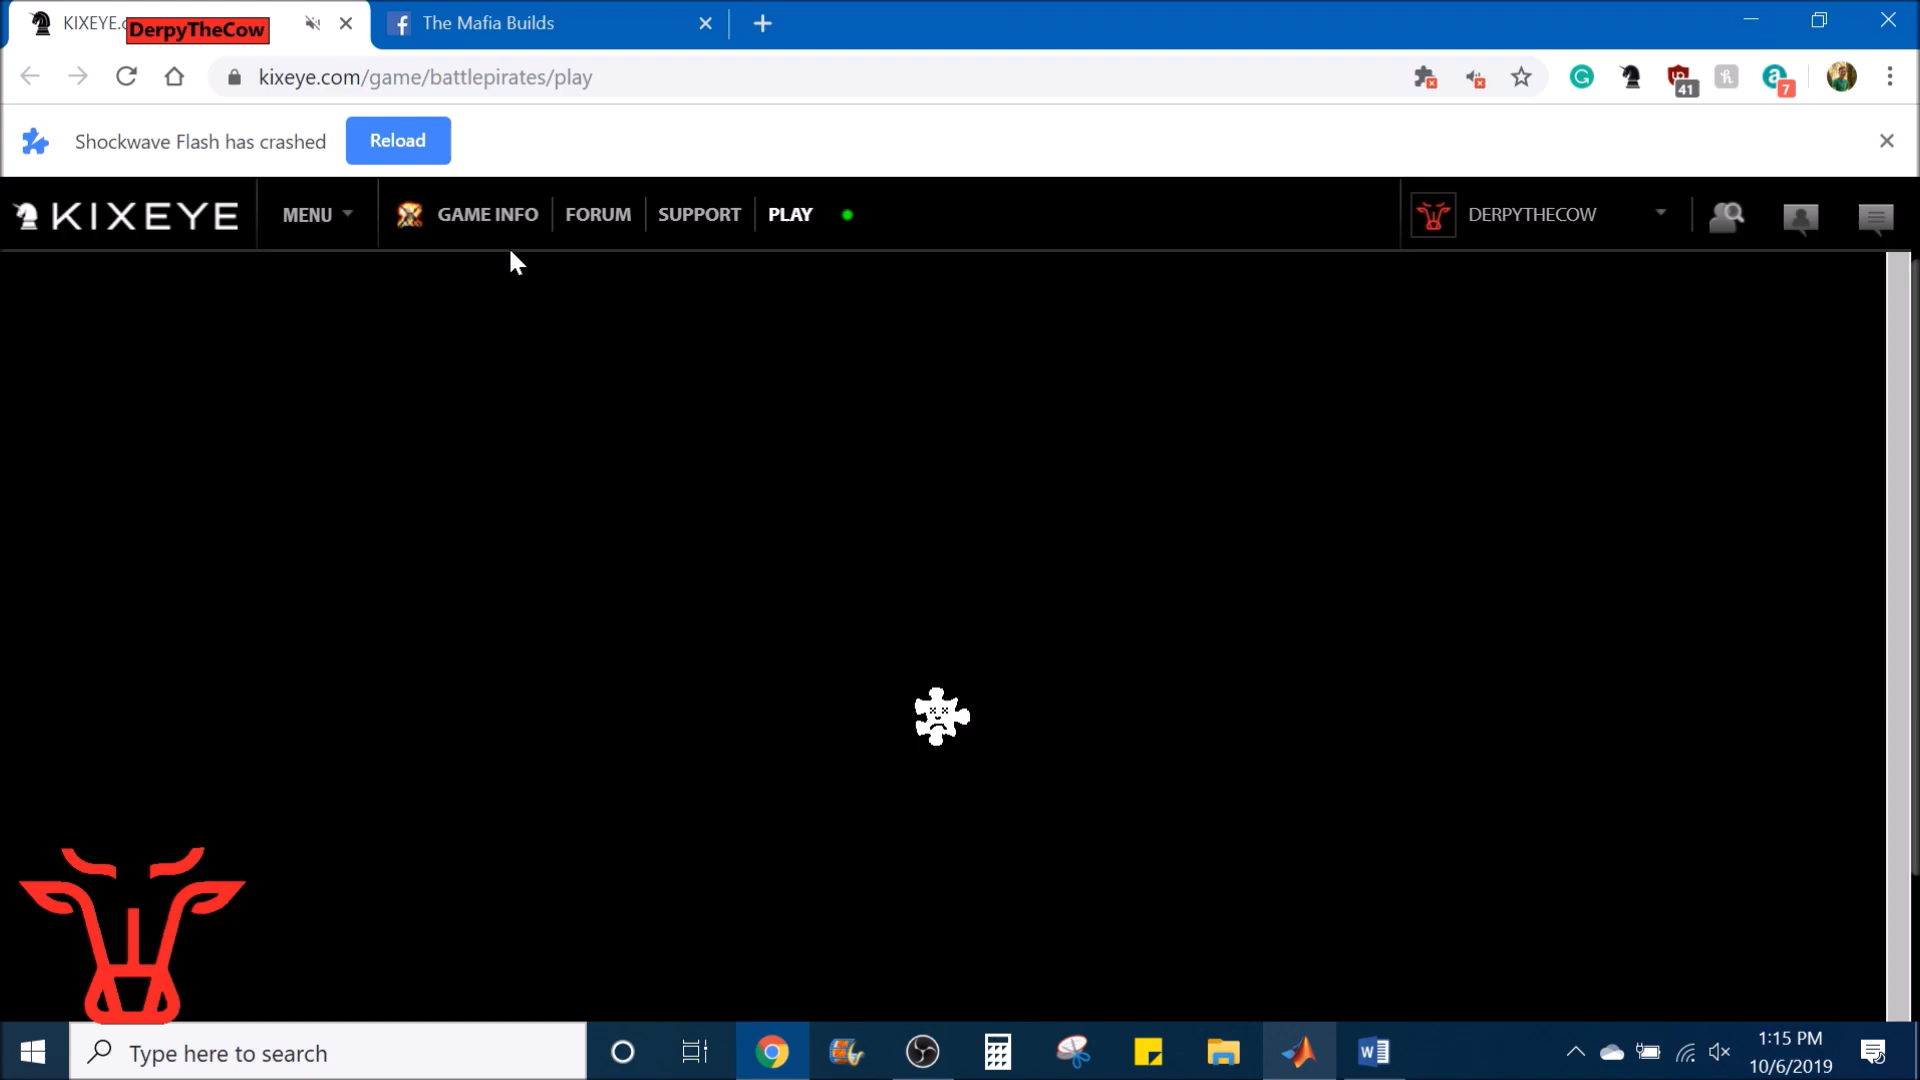 KIXEYE.
DerpyTheCow
The Mafia Builds
kixeye.com/game/battlepirates/play
41
7
Shockwave Flash has crashed
Reload
KIXEYE
MENU
GAME INFO
FORUM
SUPPORT
PLAY
DERPYTHECOW
Type here to search
1:15 PM
10/6/2019